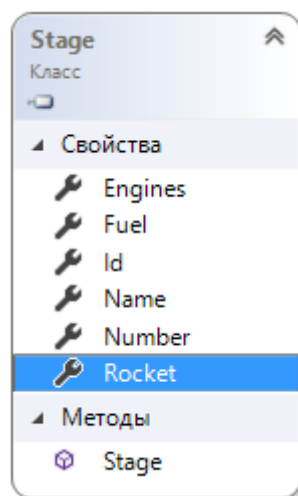 Stage
Класс
Свойства
Engines
Fuel
Id
Name
Number
Rocket
Методы
Stage